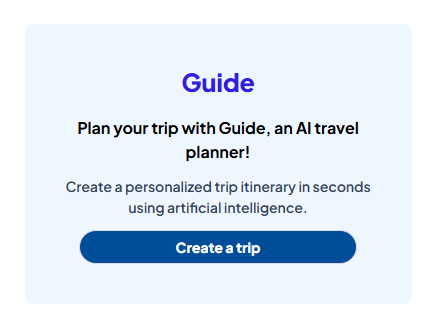 Guide
Plan your trip with Guide, an AI travel
planner!
Create a personalized trip itinerary in seconds
using artificial intelligence.
Create a trip